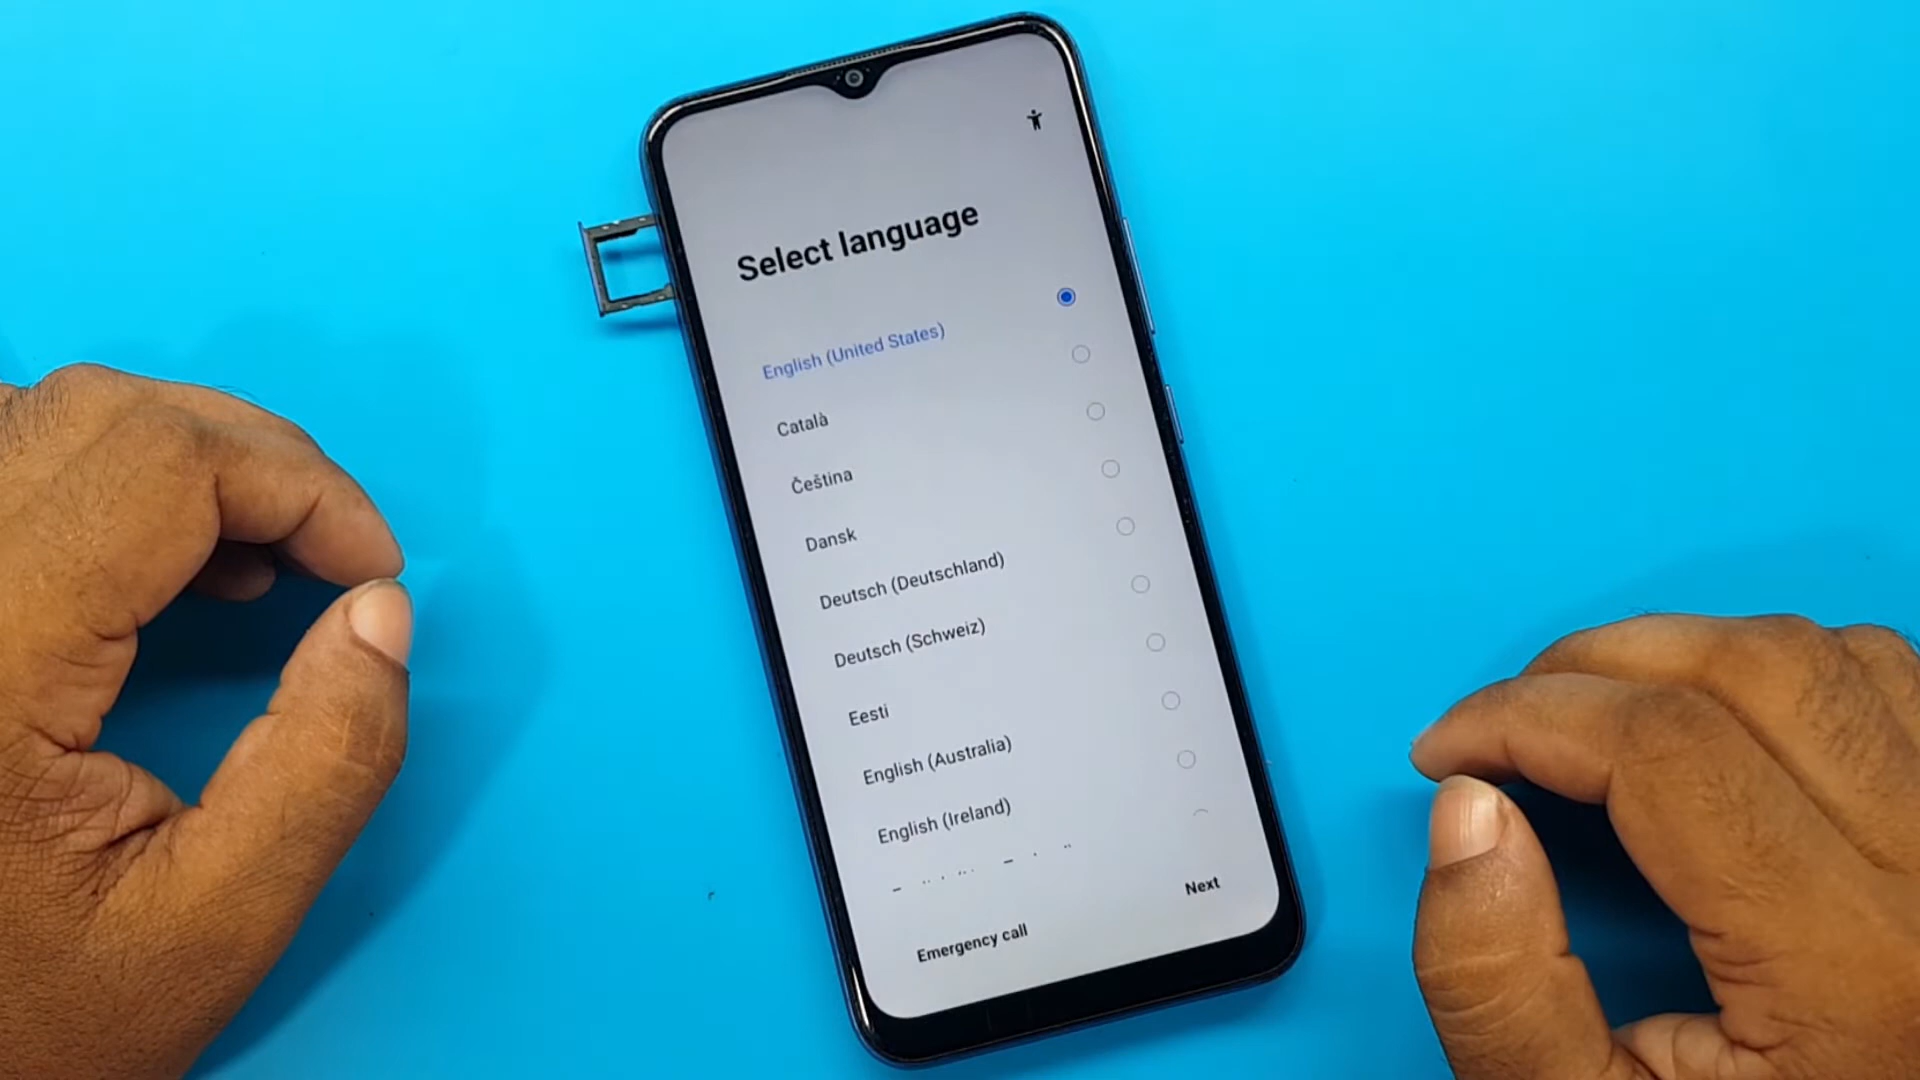 Select language
English (United States)
Català
Čeština
Dansk
Deutsch (Deutschland)
Deutsch (Schweiz)
Eesti
English (Australia)
English (Ireland)
Next
Emergency call